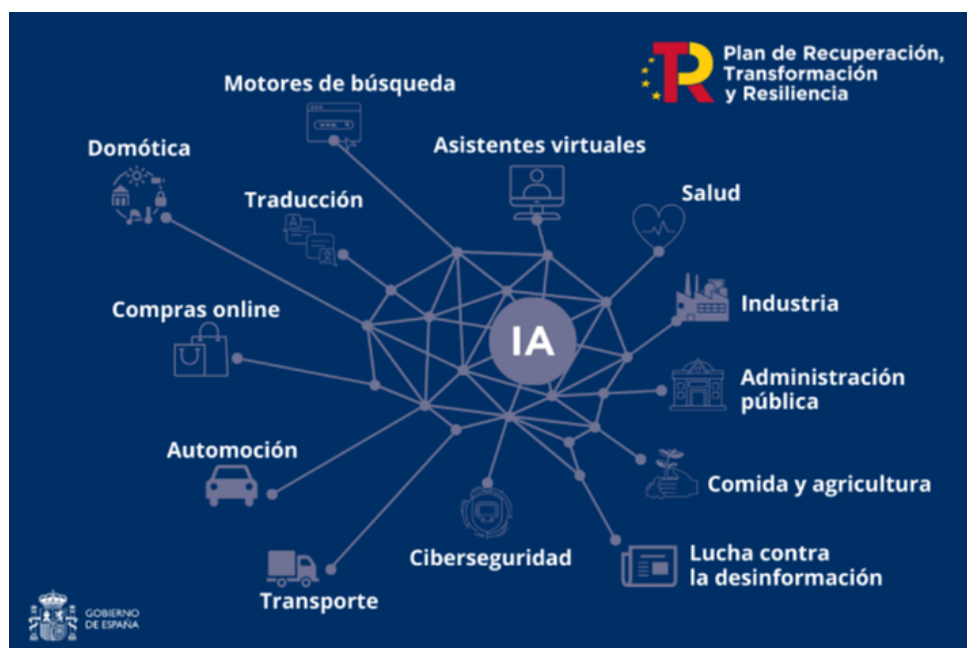 Plan de Recuperación,
Transformación
y Resiliencia
Motores de búsqueda
Asistentes virtuales
Domótica
Traducción
Salud
Compras online
Industria
IA
Administración
pública
Automoción
Comida y agricultura
Ciberseguridad
Lucha contra
la desinformación
Transporte
GOBIERNO
DE ESPAÑA